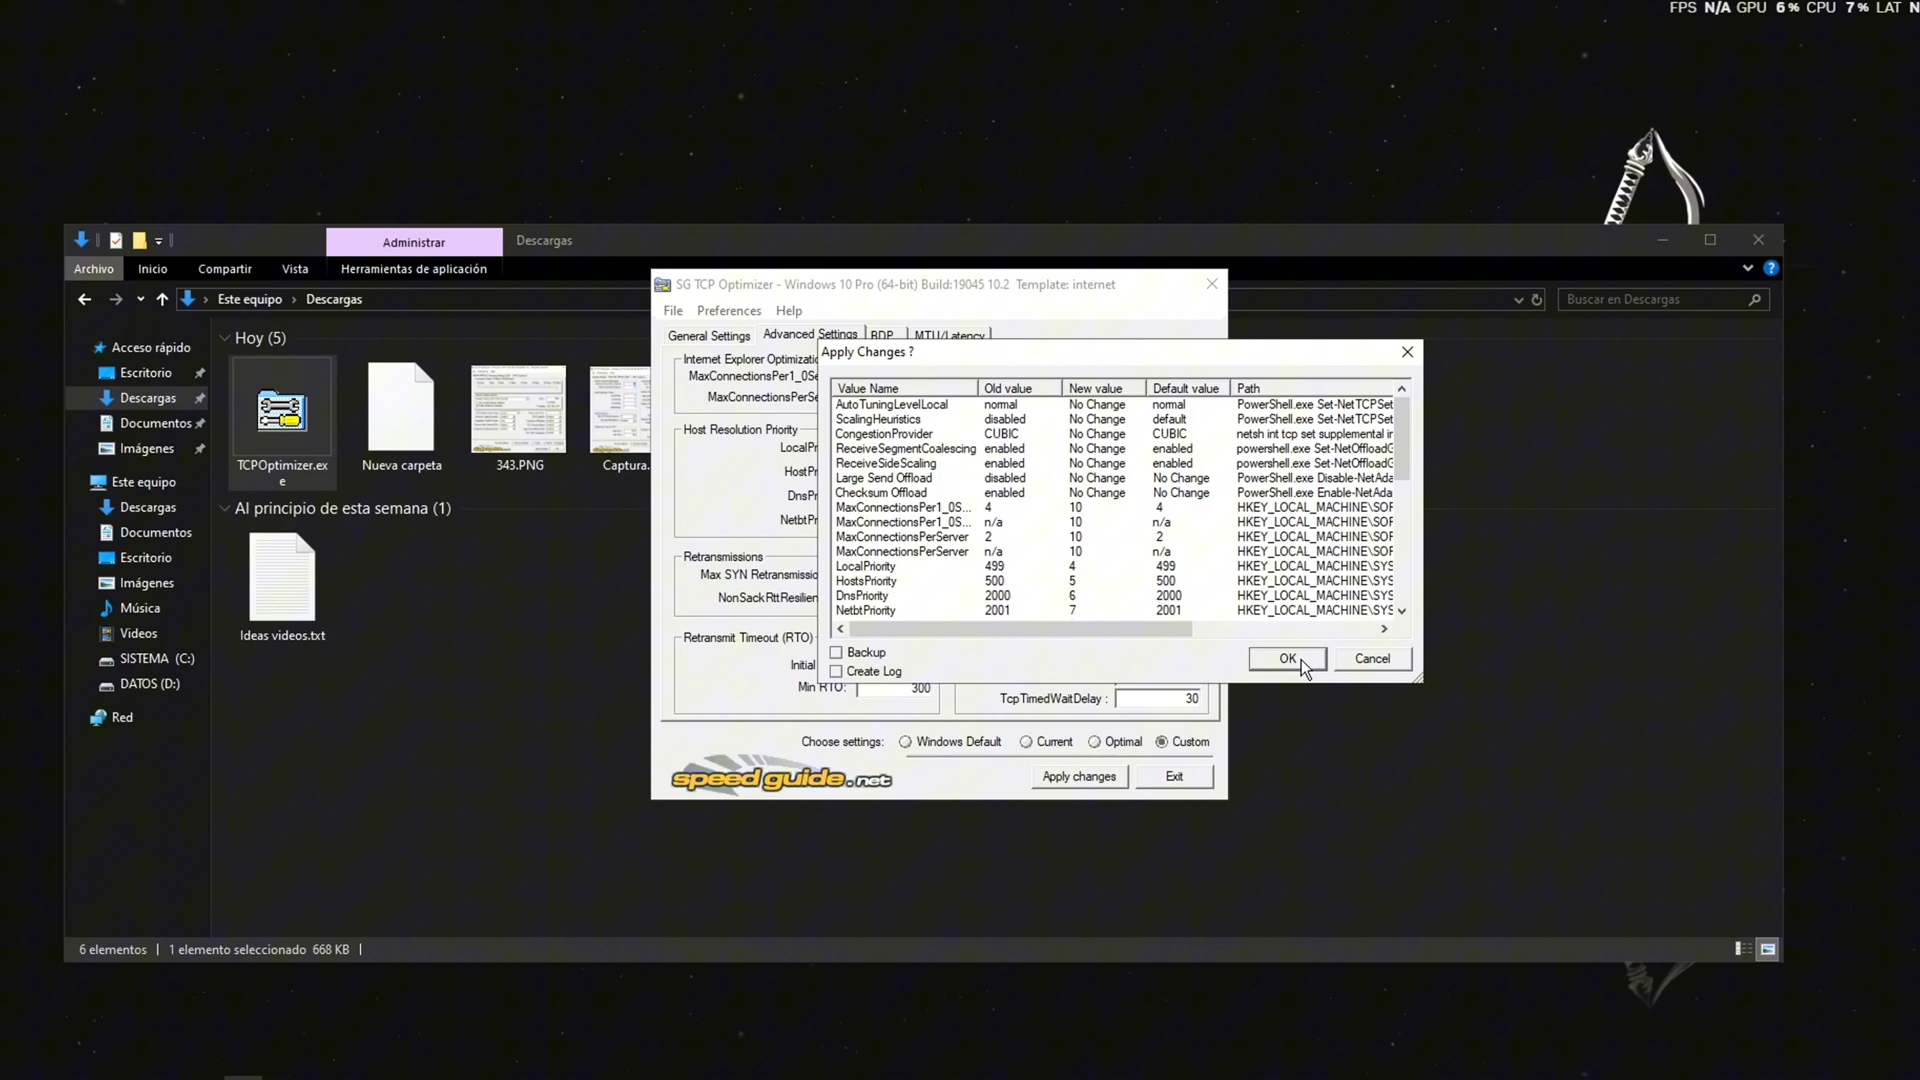 FPS N/A GPU 6% CPU 7% LAT N
Administrar
Descargas
Archivo
Inicio
Compartir
Vista
Herramientas de aplicación
Este equipo
Descargas
Buscar en Descargas
Acceso rápido
Escritorio
Descargas
Documentos
Imágenes
Este equipo
Descargas
Documentos
Escritorio
Imágenes
Música
Videos
SISTEMA (C:)
DATOS (D:)
Red
Hoy (5)
TCPOptimizer.ex
e
Nueva carpeta
343.PNG
Captura.
Al principio de esta semana (1)
Ideas videos.txt
6 elementos
1 elemento seleccionado 668 KB
SG TCP Optimizer - Windows 10 Pro (64-bit) Build:19045 10.2 Template: internet
File Preferences Help
General Settings
Advanced Settings
BDP
MTU/Latency
Internet Explorer Optimizatio
MaxConnectionsPer1_0Se
MaxConnectionsPerSe
Host Resolution Priority
LocalPr
HostPr
DnsPr
NetbtPr
Retransmissions
Max SYN Retransmissio
NonSackRttResilien
Retransmit Timeout (RTO)
Initial
Min RTO: 300
TcpTimedWaitDelay : 30
Choose settings: Windows Default Current Optimal Custom
speedguide.net
Apply changes
Exit
Apply Changes ?
Value Name Old value New value Default value Path
AutoTuningLevelLocal normal No Change normal PowerShell.exe Set-NetTCPSet
ScalingHeuristics disabled No Change default PowerShell.exe Set-NetTCPSet
CongestionProvider CUBIC No Change CUBIC netsh int tcp set supplemental in
ReceiveSegmentCoalescing enabled No Change enabled powershell.exe Set-NetOffloadG
ReceiveSideScaling enabled No Change enabled powershell.exe Set-NetOffloadG
Large Send Offload disabled No Change No Change PowerShell.exe Disable-NetAda
Checksum Offload enabled No Change No Change PowerShell.exe Enable-NetAda
MaxConnectionsPer1_0S... 4 10 4 HKEY_LOCAL_MACHINE\SOF
MaxConnectionsPer1_0S... n/a 10 n/a HKEY_LOCAL_MACHINE\SOF
MaxConnectionsPerServer 2 10 2 HKEY_LOCAL_MACHINE\SOF
MaxConnectionsPerServer n/a 10 n/a HKEY_LOCAL_MACHINE\SOF
LocalPriority 499 4 499 HKEY_LOCAL_MACHINE\SYS
HostsPriority 500 5 500 HKEY_LOCAL_MACHINE\SYS
DnsPriority 2000 6 2000 HKEY_LOCAL_MACHINE\SYS
NetbtPriority 2001 7 2001 HKEY_LOCAL_MACHINE\SYS
Backup
Create Log
OK
Cancel